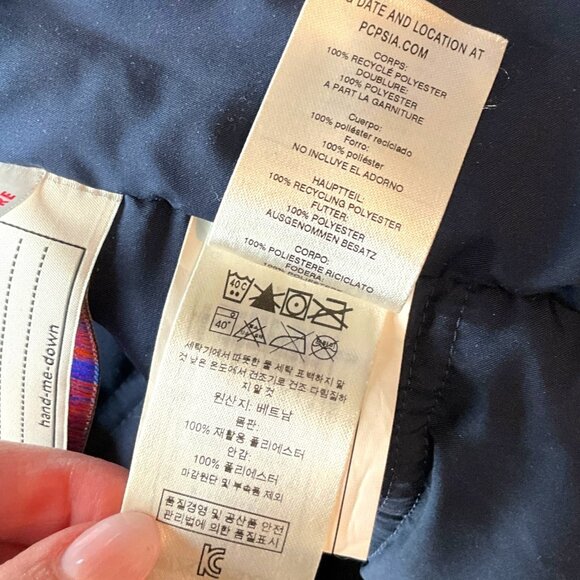 DATE AND LOCATION AT
PCPSIA.COM
CORPS:
100% RECYCLÉ POLYESTER
DOUBLURE:
100% POLYESTER
A PART LA GARNITURE
Cuerpo:
100% poliéster reciclado
Forro:
100% poliéster
NO INCLUYE EL ADORNO
HAUPTTEIL:
100% RECYCLING POLYESTER
FUTTER:
100% POLYESTER
AUSGENOMMEN BESATZ
CORPO:
100% POLIESTERE RICICLATO
FODERA:
40C
40°
세탁기에서 따뜻한 물 세탁 표백하지 말
것 낮은 온도에서 건조기로 건조 다림질하
지 말 것
원산지: 베트남
몸판:
100% 재활용 폴리에스터
안감:
100% 폴리에스터
마감원단 및 부속품 제외
품질경영 및 공산품 안전
관리법에 의한 품질표시
hand-me-down